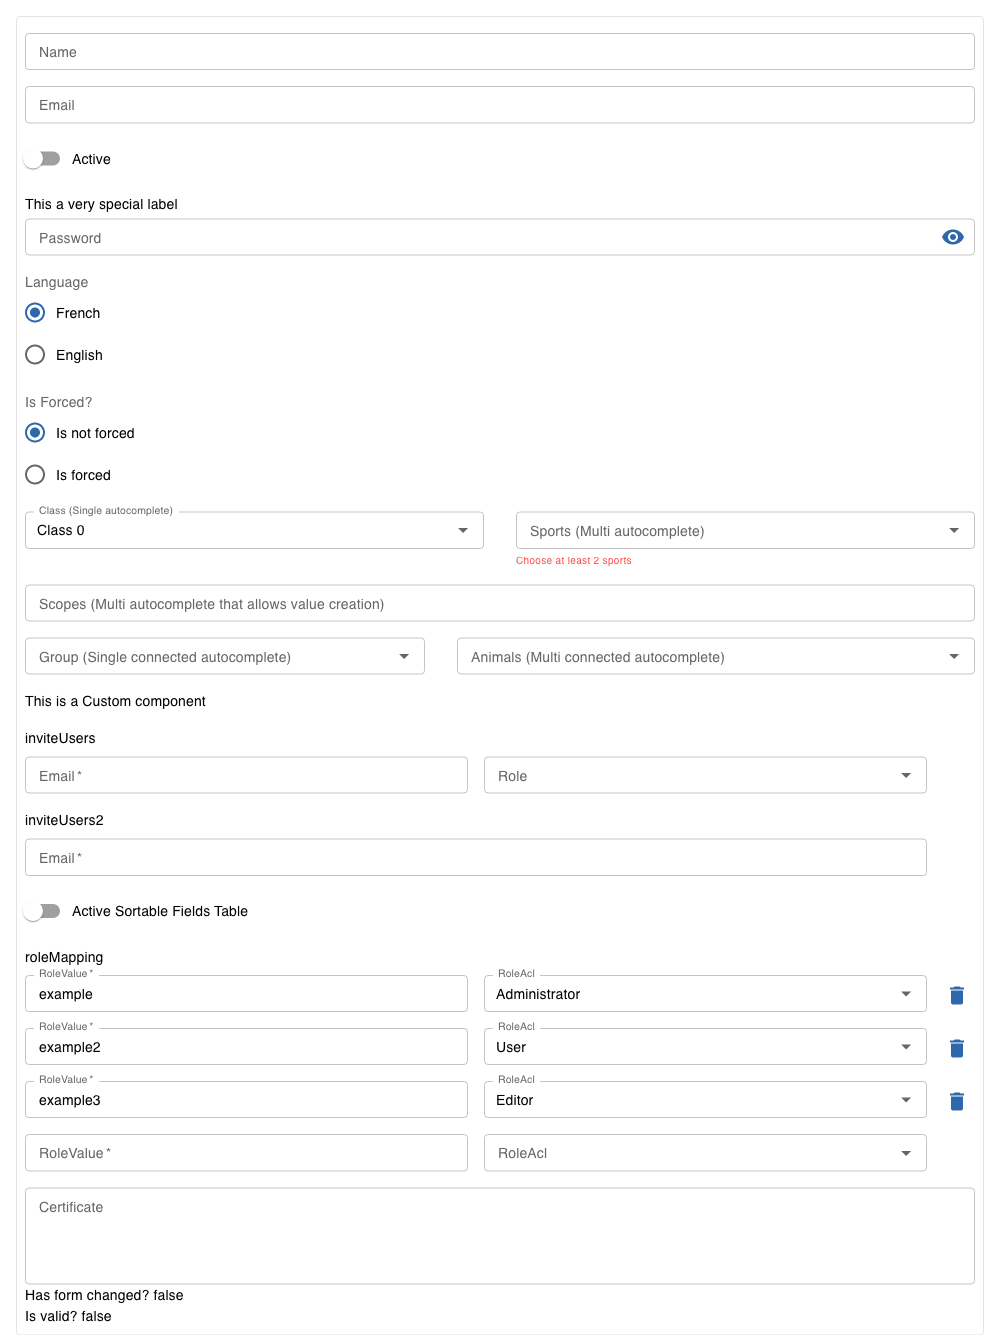 Name
Email
Active
This a very special label
Password
Language
French
English
Is Forced?
Is not forced
Is forced
Class (Single autocomplete)
Class 0
Sports (Multi autocomplete)
Choose at least 2 sports
Scopes (Multi autocomplete that allows value creation)
Group (Single connected autocomplete)
Animals (Multi connected autocomplete)
This is a Custom component
inviteUsers
Email *
Role
inviteUsers2
Email *
Active Sortable Fields Table
roleMapping
RoleValue *
example
RoleAcl
Administrator
RoleValue *
example2
RoleAcl
User
RoleValue *
example3
RoleAcl
Editor
RoleValue *
RoleAcl
Certificate
Has form changed? false
Is valid? false